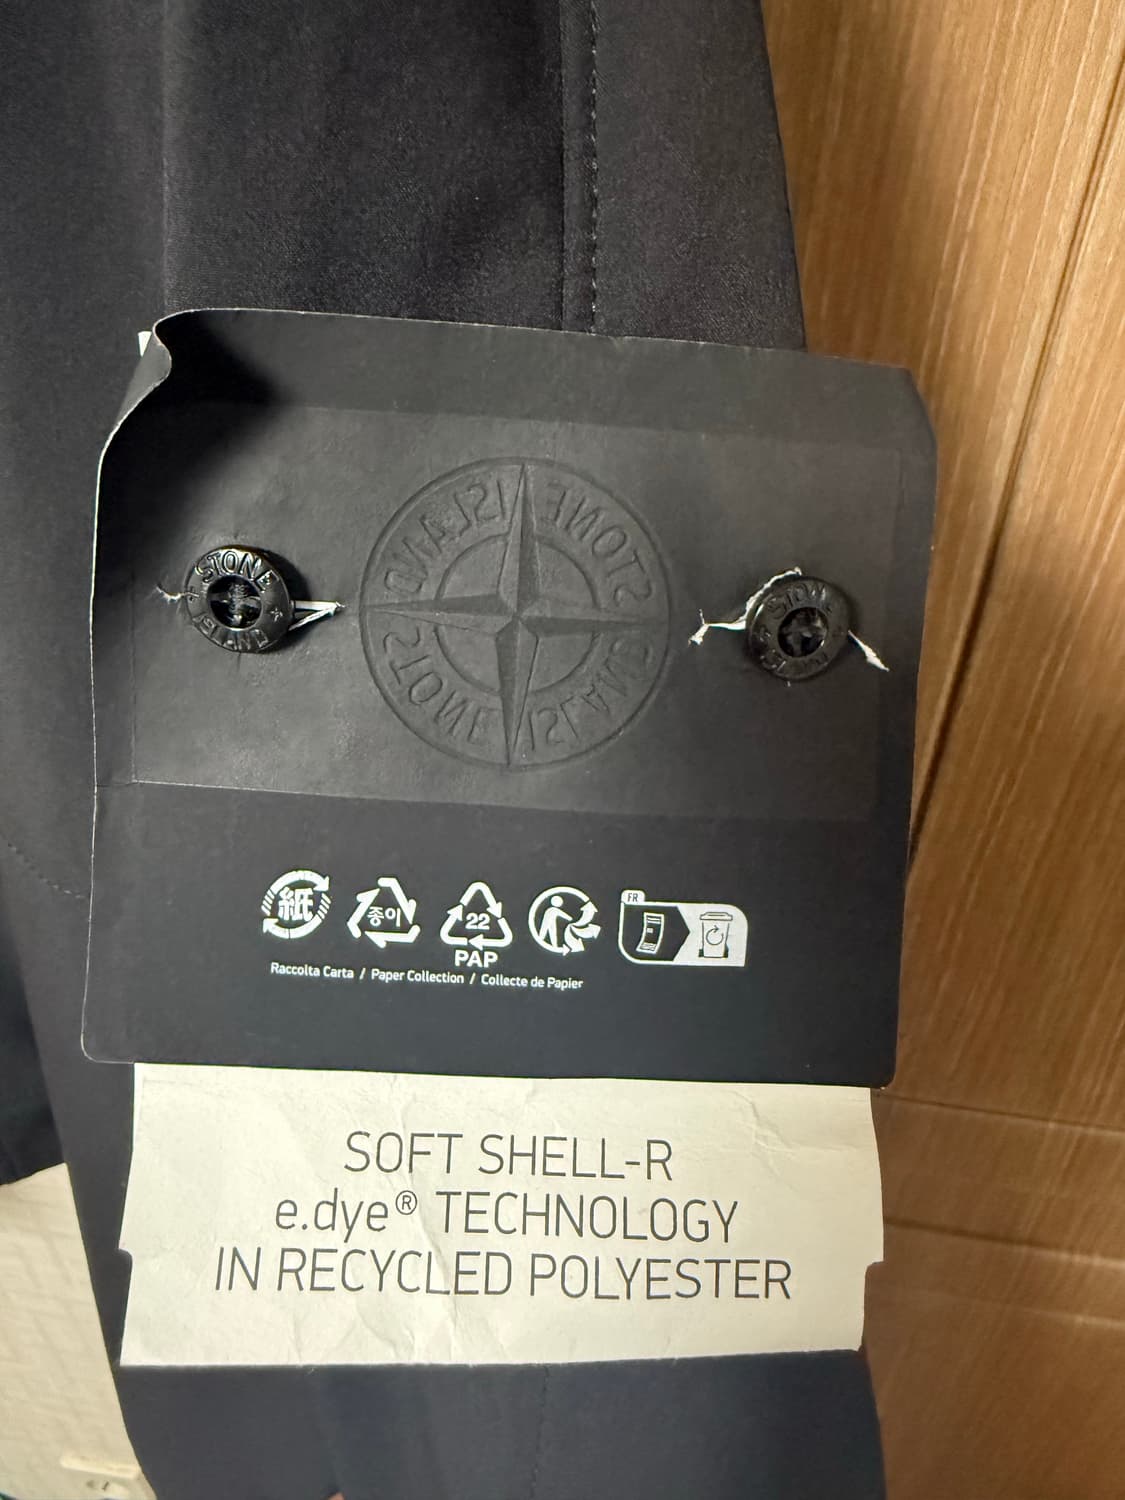 STONE
ISLAND
STONE
ISLAND
ISLAND STONE
STONE ISLAND
紙
종이
22
PAP
FR
Raccolta Carta / Paper Collection / Collecte de Papier
SOFT SHELL-R
e.dye® TECHNOLOGY
IN RECYCLED POLYESTER